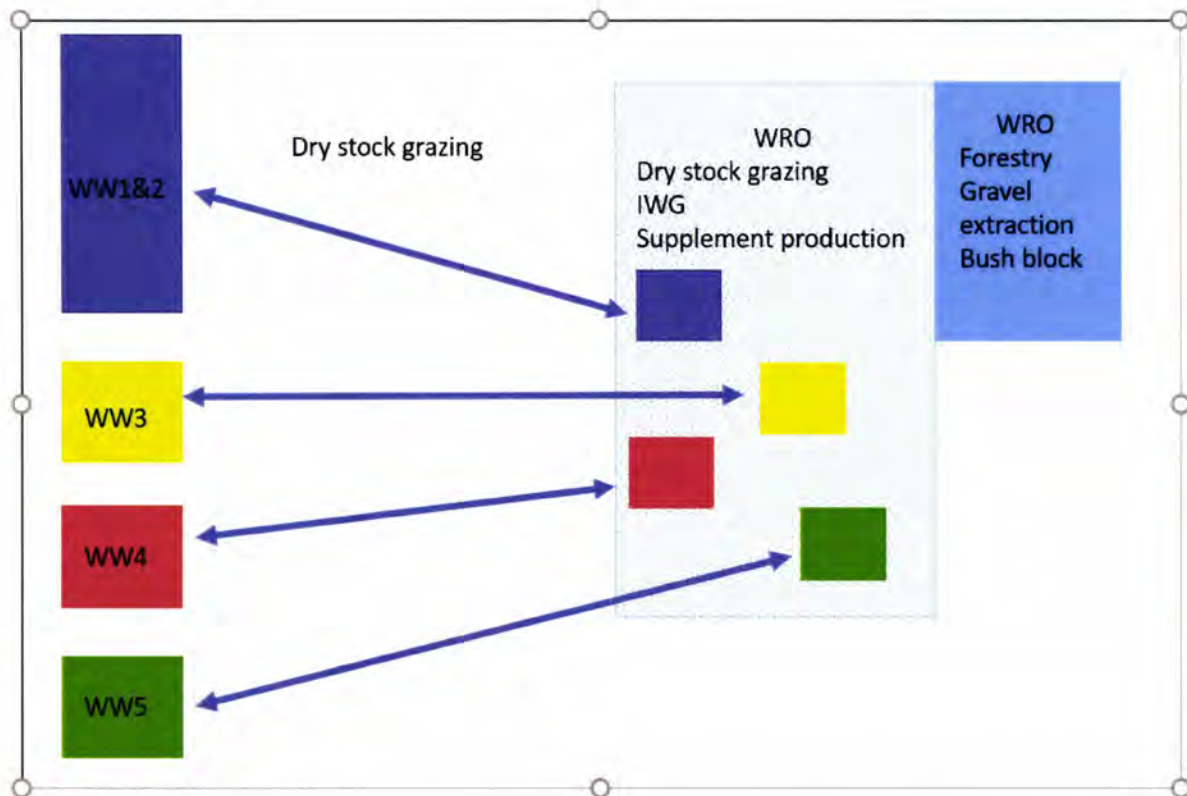 WW1&2
Dry stock grazing
WRO
Dry stock grazing
IWG
Supplement production
WRO
Forestry
Gravel
extraction
Bush block
WW3
WW4
WW5